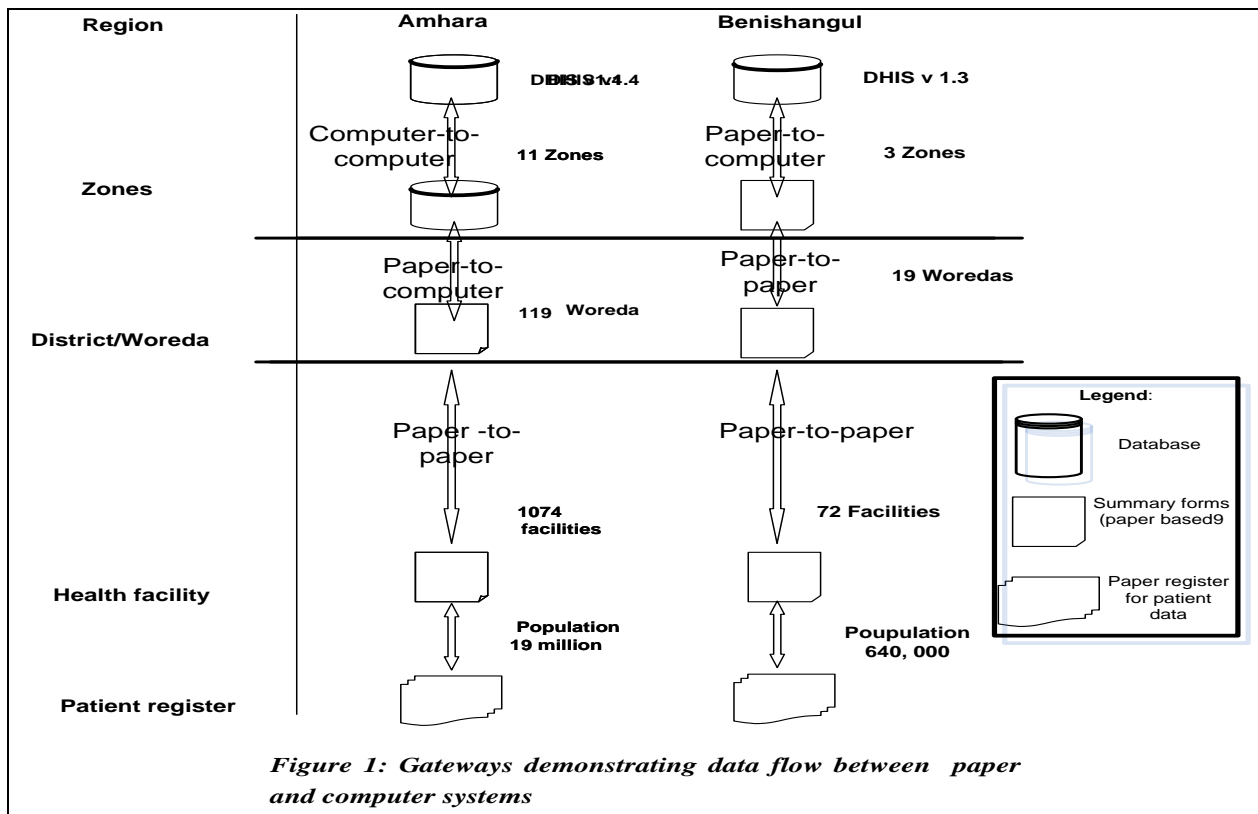 Region
Amhara
Benishangul
DHIS v 1.3
Computer-to-
computer
11 Zones
Paper-to-
computer
3 Zones
Zones
Paper-to-
computer
119 Woreda
Paper-to-
paper
19 Woredas
District/Woreda
Paper -to-
paper
1074
facilities
Paper-to-paper
72 Facilities
Health facility
Population
19 million
Poupulation
640, 000
Patient register
Legend:
Database
Summary forms
(paper based9
Paper register
for patient
data
Figure 1: Gateways demonstrating data flow between paper
and computer systems